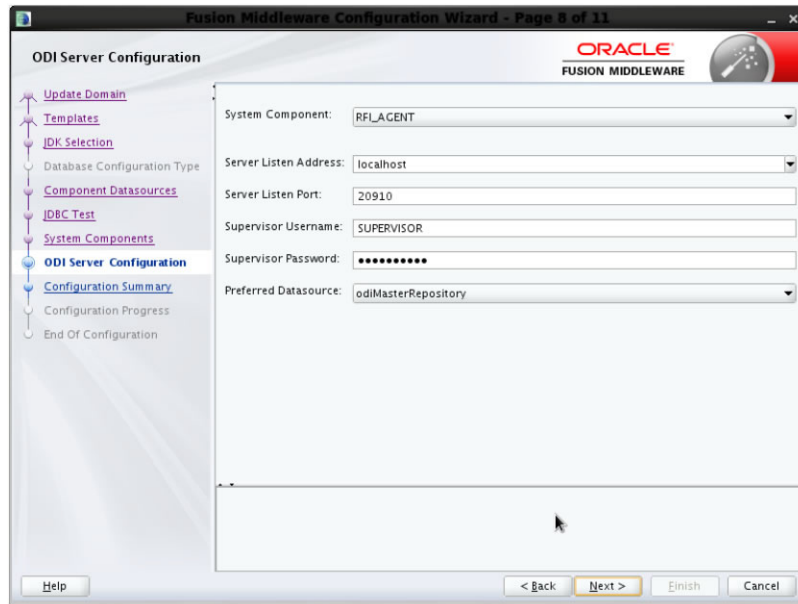 Fusion Middleware Configuration Wizard - Page 8 of 11
ODI Server Configuration
ORACLE
FUSION MIDDLEWARE
Update Domain
Templates
JDK Selection
Database Configuration Type
Component Datasources
JDBC Test
System Components
ODI Server Configuration
Configuration Summary
Configuration Progress
End Of Configuration
System Component: RFI_AGENT
Server Listen Address: localhost
Server Listen Port: 20910
Supervisor Username: SUPERVISOR
Supervisor Password: ●●●●●●●●●●
Preferred Datasource: odiMasterRepository
Help
< Back
Next >
Finish
Cancel